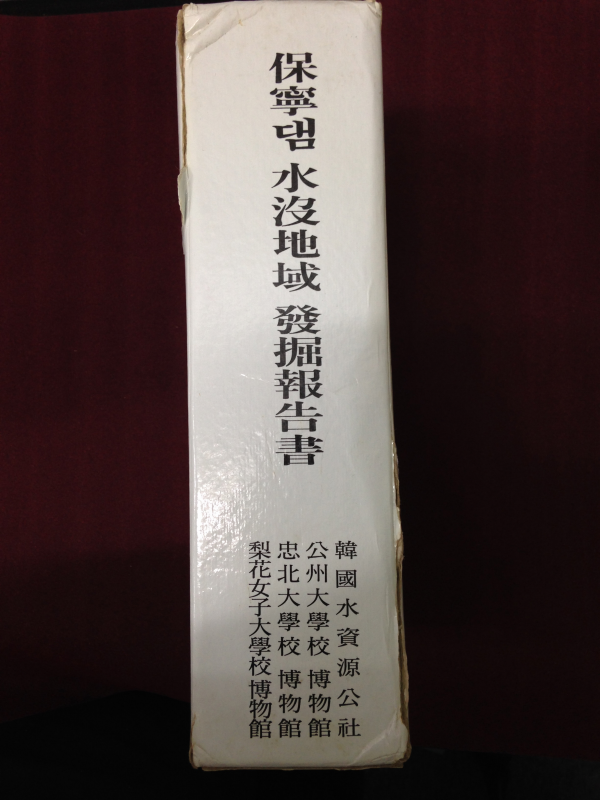 保寧댐 水沒地域 發掘報告書
韓國水資源公社
公州大學校 博物館
忠北大學校 博物館
梨花女子大學校 博物館